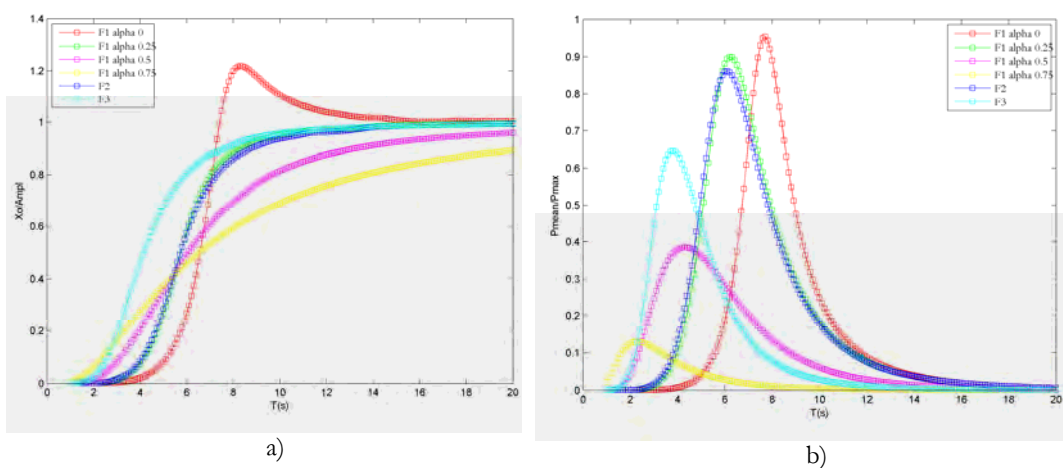 1.4
1.2
1
0.8
0.6
0.4
0.2
0
Xo/Ampl
0 2 4 6 8 10 12 14 16 18 20
T(s)
F1 alpha 0
F1 alpha 0.25
F1 alpha 0.5
F1 alpha 0.75
F2
F3
a)
1
0.9
0.8
0.7
0.6
0.5
0.4
0.3
0.2
0.1
0
Pmean/Pmax
0 2 4 6 8 10 12 14 16 18 20
T(s)
F1 alpha 0
F1 alpha 0.25
F1 alpha 0.5
F1 alpha 0.75
F2
F3
b)